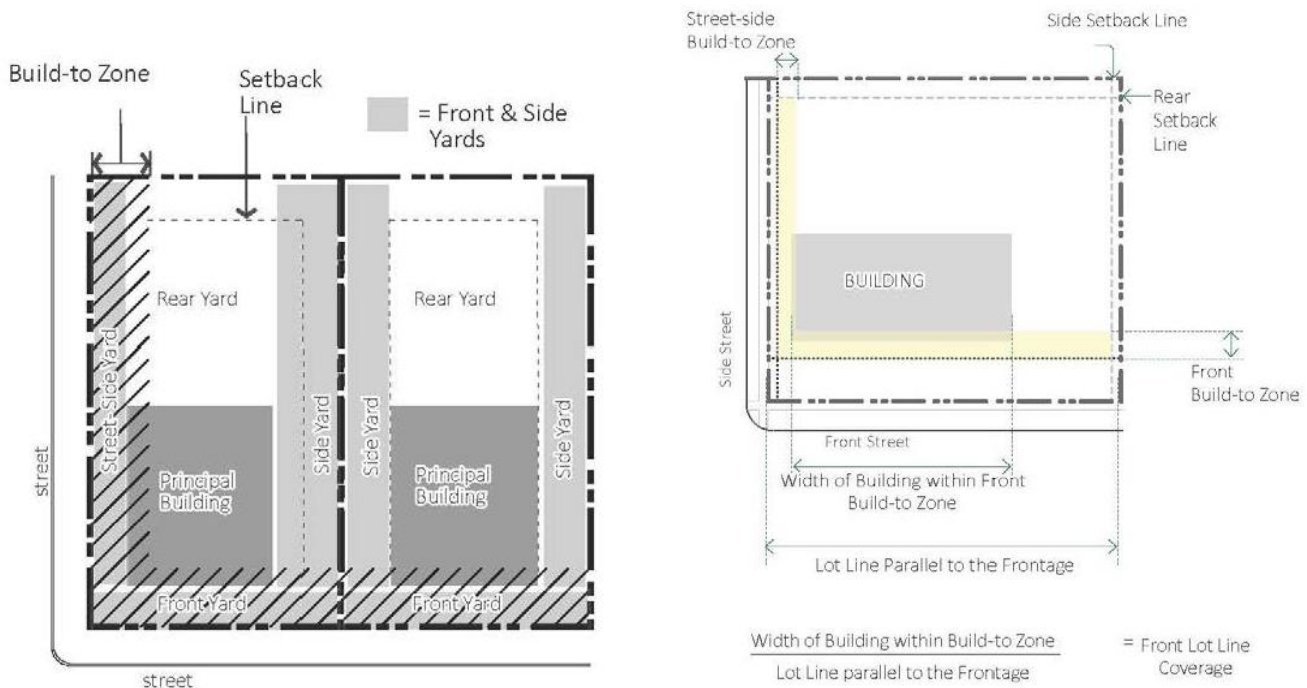 Build-to Zone
Setback
Line
= Front & Side
Yards
Rear Yard
Rear Yard
Street-Side Yard
Side Yard
Side Yard
Side Yard
Principal
Building
Principal
Building
Front Yard
Front Yard
street
street
Street-side
Build-to Zone
Side Setback Line
Rear
Setback
Line
BUILDING
Side Street
Front
Build-to Zone
Front Street
Width of Building within Front
Build-to Zone
Lot Line Parallel to the Frontage
Width of Building within Build-to Zone
Lot Line parallel to the Frontage
= Front Lot Line
Coverage